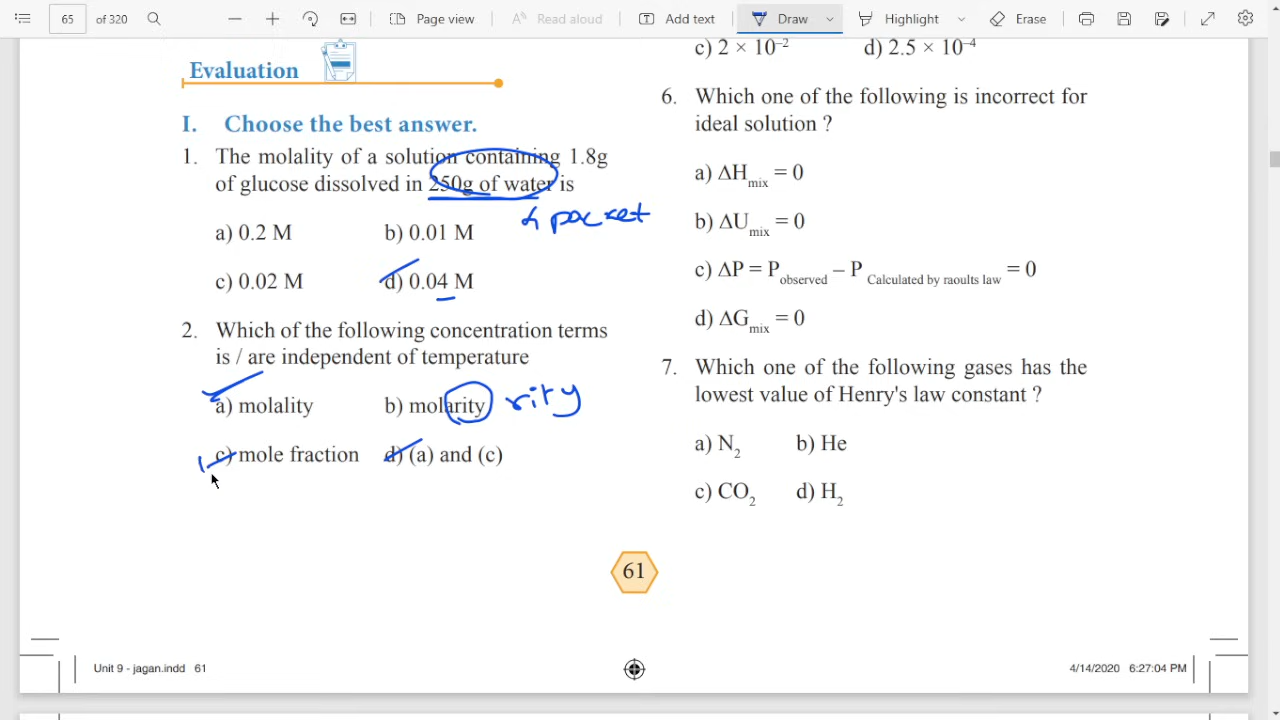 65 of 320 Page view Read aloud Add text Draw Highlight Erase
Evaluation
I. Choose the best answer.
1. The molality of a solution containing 1.8g
of glucose dissolved in 250g of water is
4 pocket
a) 0.2 M b) 0.01 M
c) 0.02 M d) 0.04 M
2. Which of the following concentration terms
is / are independent of temperature
a) molality b) molarity rity
c) mole fraction d) (a) and (c)
c) 2 × 10⁻² d) 2.5 × 10⁻⁴
6. Which one of the following is incorrect for
ideal solution ?
a) ΔHmix = 0
b) ΔUmix = 0
c) ΔP = Pobserved – P Calculated by raoults law = 0
d) ΔGmix = 0
7. Which one of the following gases has the
lowest value of Henry's law constant ?
a) N₂ b) He
c) CO₂ d) H₂
61
Unit 9 - jagan.indd 61 4/14/2020 6:27:04 PM